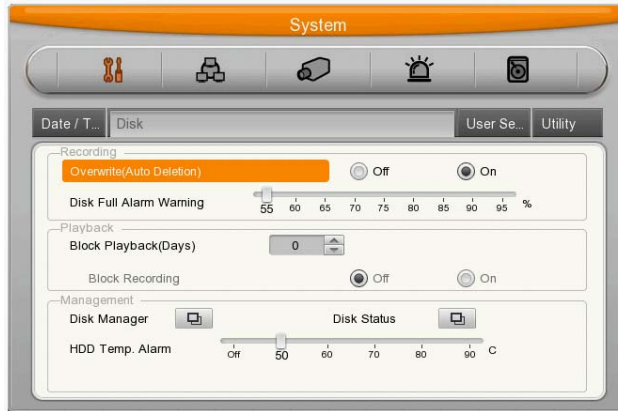 System
Date / T... Disk User Se... Utility
Recording
Overwrite(Auto Deletion) Off On
Disk Full Alarm Warning 55 60 65 70 75 80 85 90 95 %
Playback
Block Playback(Days) 0
Block Recording Off On
Management
Disk Manager Disk Status
HDD Temp. Alarm Off 50 60 70 80 90 C